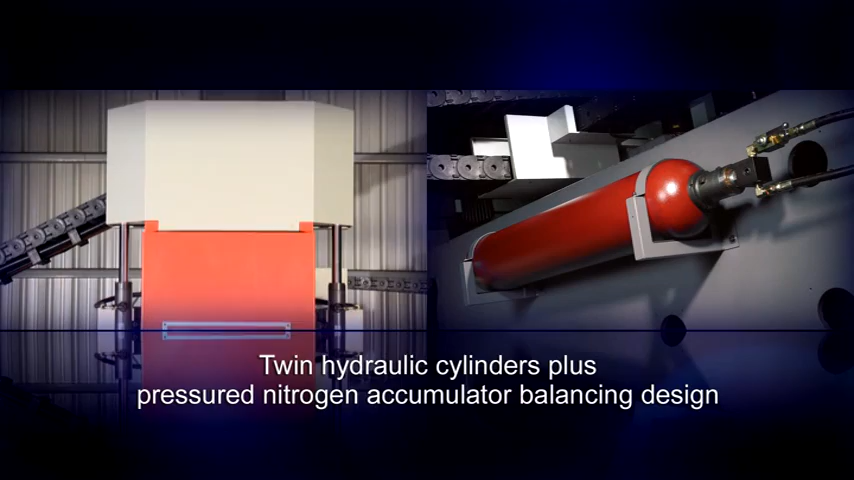 Twin hydraulic cylinders plus
pressured nitrogen accumulator balancing design